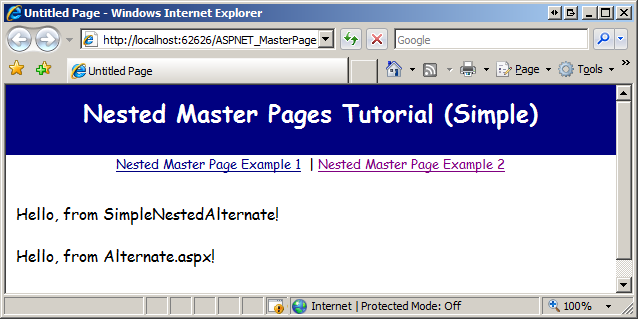 Untitled Page - Windows Internet Explorer
http://localhost:62626/ASPNET_MasterPage
Google
Untitled Page
Page
Tools
Nested Master Pages Tutorial (Simple)
Nested Master Page Example 1 | Nested Master Page Example 2
Hello, from SimpleNestedAlternate!
Hello, from Alternate.aspx!
Internet | Protected Mode: Off
100%